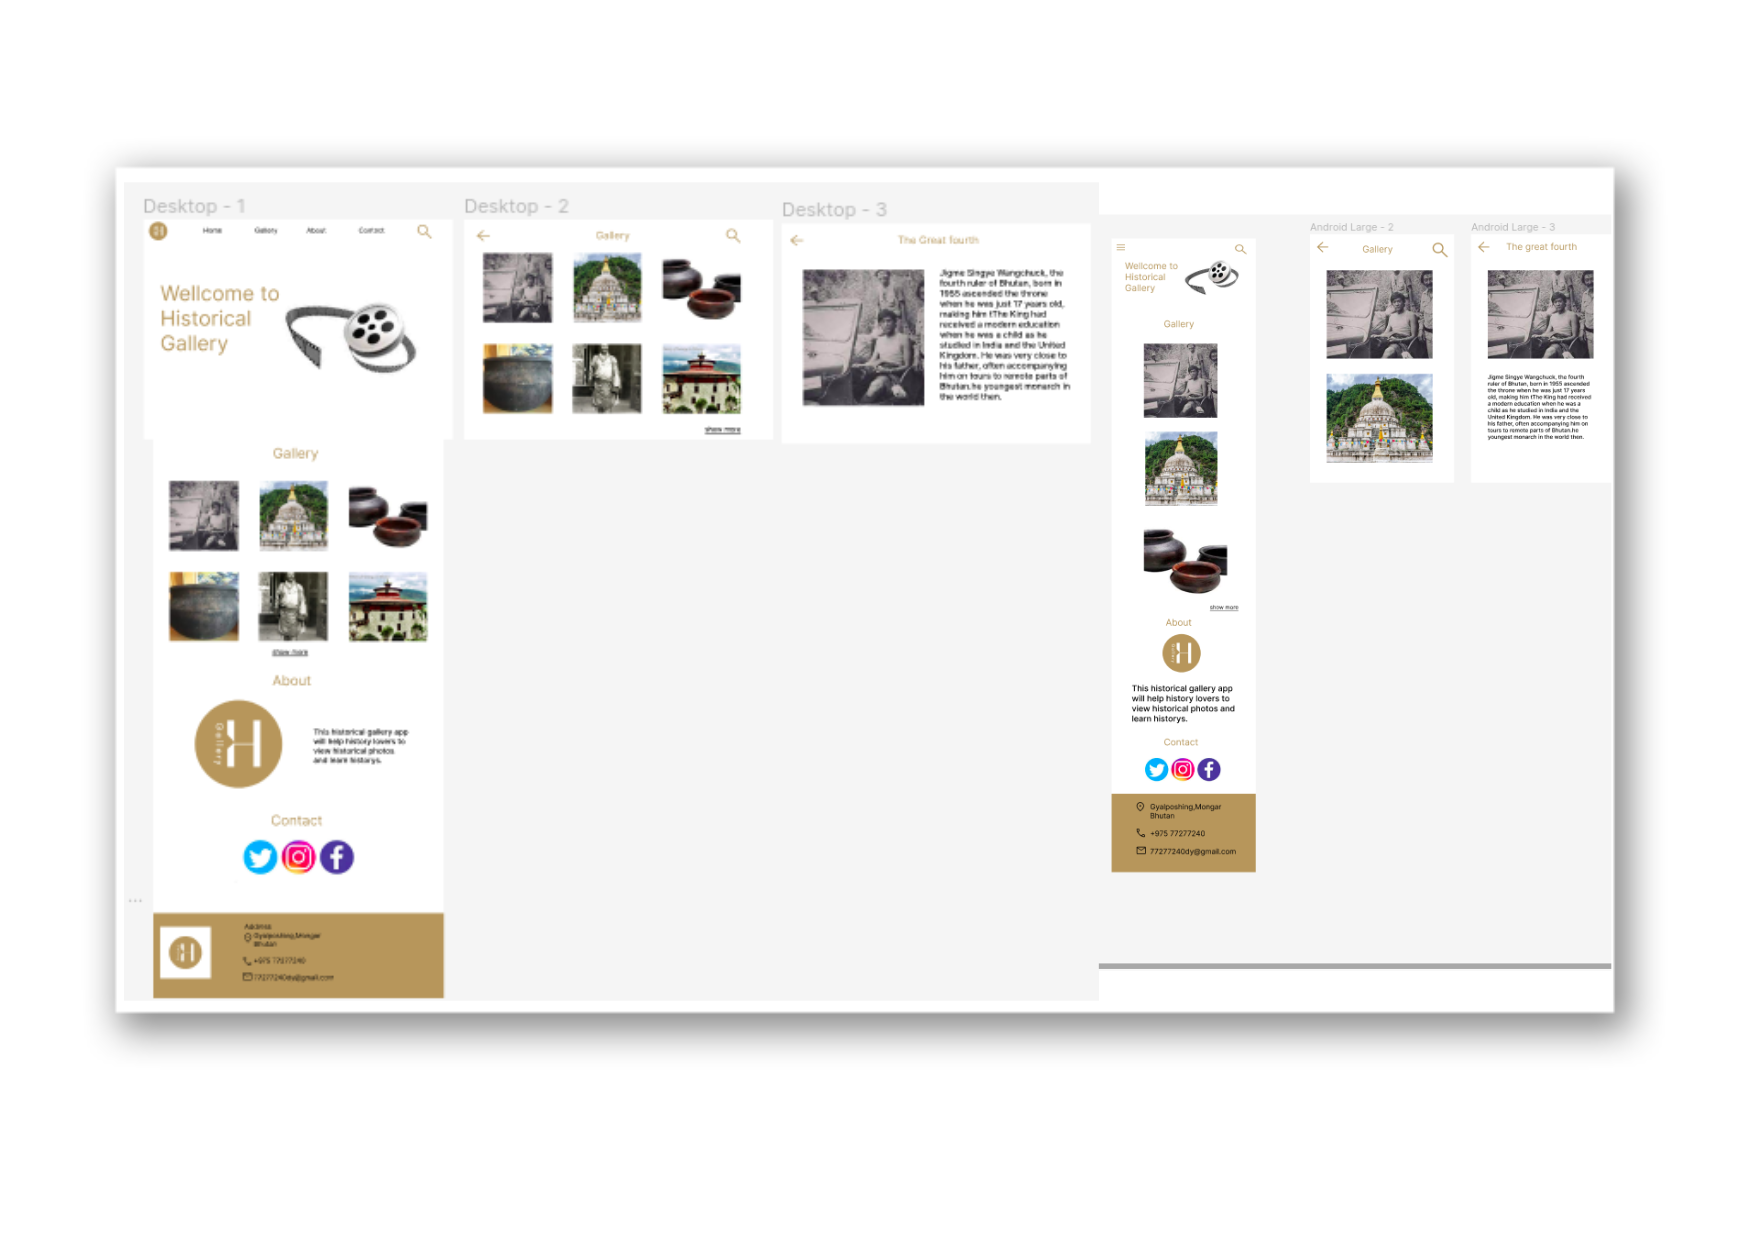 Desktop - 1
Home Gallery About Contact
Wellcome to
Historical
Gallery
Gallery
show more
About
H
Gallery
This historical gallery app
will help history lovers to
view historical photos
and learn historys.
Contact
Address
Gyalposhing,Mongar
Bhutan
+975 77277240
77277240dy@gmail.com
Desktop - 2
Gallery
show more
Desktop - 3
The Great fourth
Jigme Singye Wangchuck, the
fourth ruler of Bhutan, born in
1955 ascended the throne
when he was just 17 years old,
making him tThe King had
received a modern education
when he was a child as he
studied in India and the United
Kingdom. He was very close to
his father, often accompanying
him on tours to remote parts of
Bhutan.he youngest monarch in
the world then.
Wellcome to
Historical
Gallery
Gallery
show more
About
H
This historical gallery app
will help history lovers to
view historical photos and
learn historys.
Contact
Gyalposhing,Mongar
Bhutan
+975 77277240
77277240dy@gmail.com
Android Large - 2
Gallery
Android Large - 3
The great fourth
Jigme Singye Wangchuck, the fourth
ruler of Bhutan, born in 1955 ascended
the throne when he was just 17 years
old, making him tThe King had received
a modern education when he was a
child as he studied in India and the
United Kingdom. He was very close to
his father, often accompanying him on
tours to remote parts of Bhutan.he
youngest monarch in the world then.